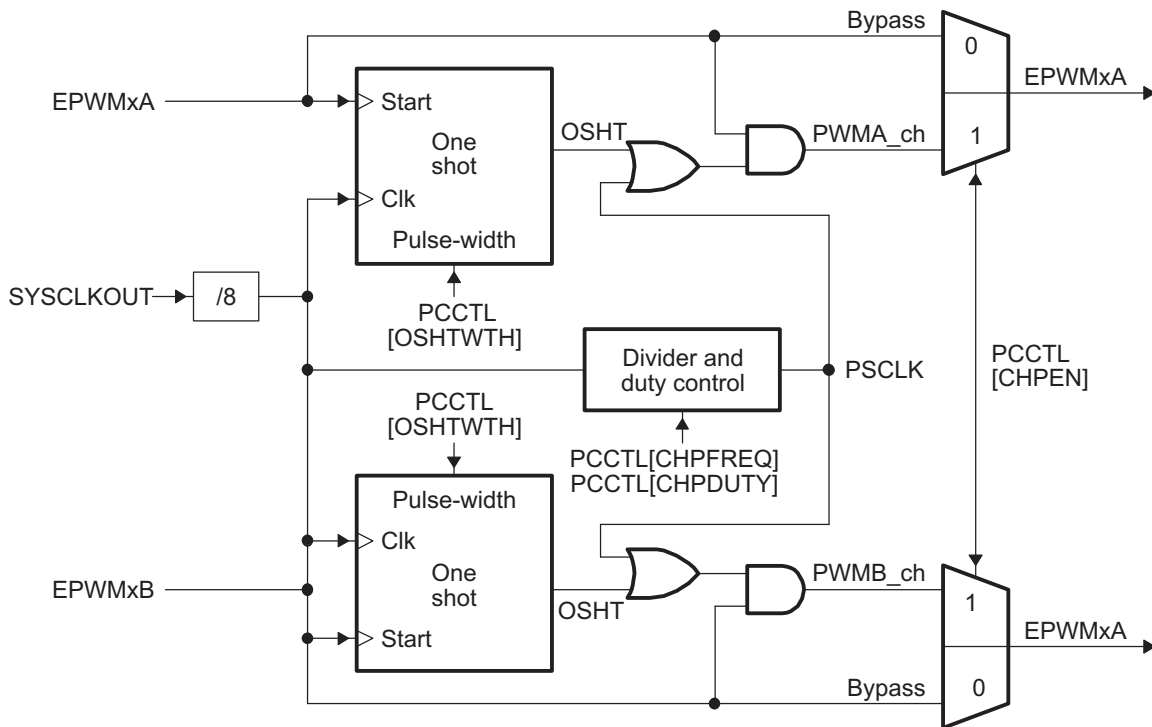 Bypass
0
EPWMxA
EPWMxA
Start
OSHT
PWMA_ch
1
One
shot
Clk
Pulse-width
SYSCLKOUT
/8
PCCTL
[OSHTWTH]
Divider and
duty control
PSCLK
PCCTL
[CHPEN]
PCCTL
[OSHTWTH]
PCCTL[CHPFREQ]
PCCTL[CHPDUTY]
Pulse-width
Clk
EPWMxB
One
shot
OSHT
PWMB_ch
1
Start
EPWMxA
Bypass
0